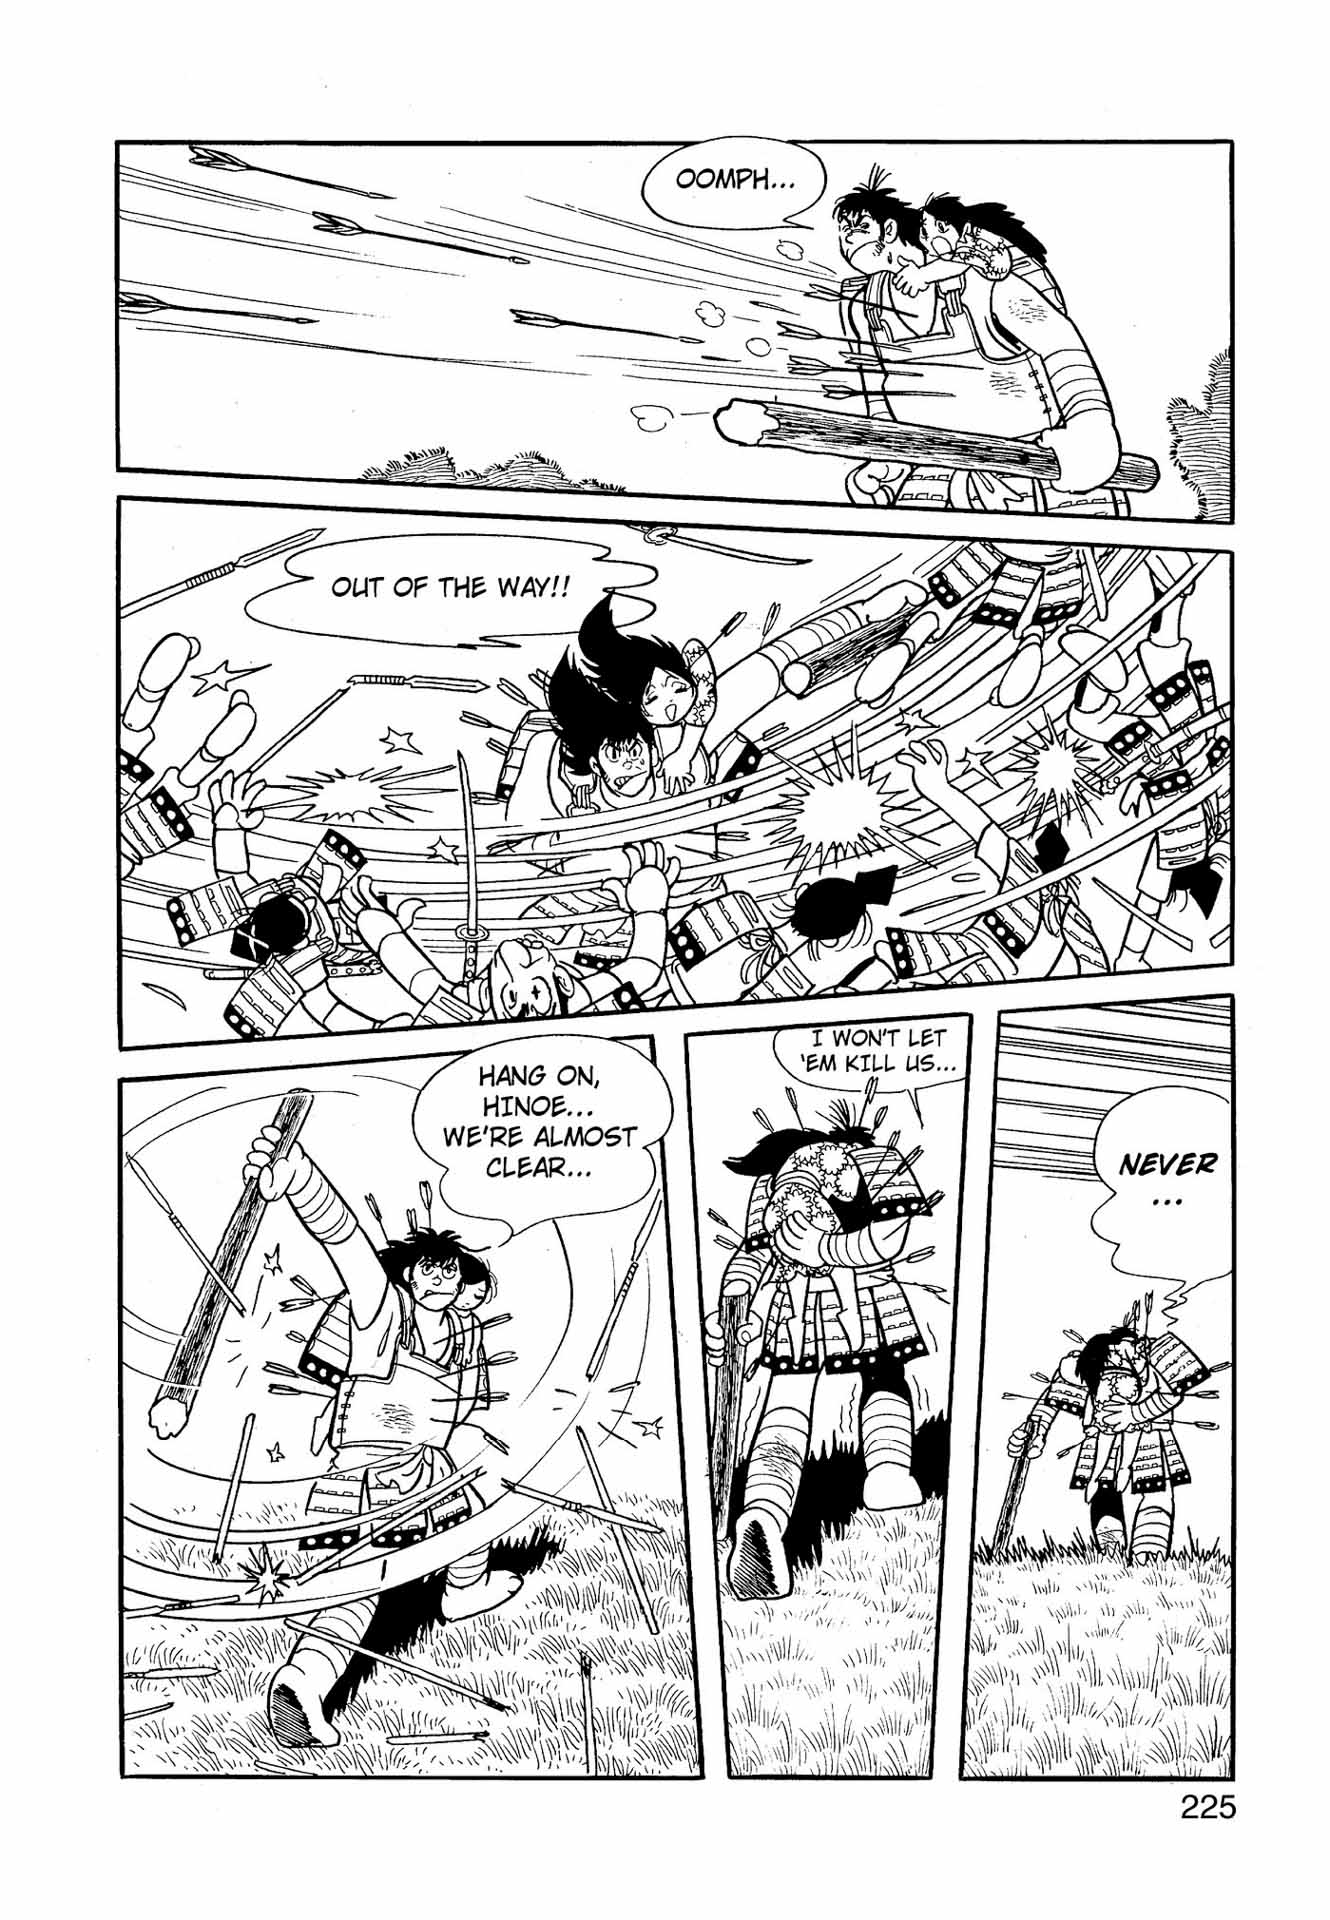 OOMPH...
OUT OF THE WAY!!
HANG ON,
HINOE...
WE'RE ALMOST
CLEAR...
I WON'T LET
'EM KILL US...
NEVER
...
225